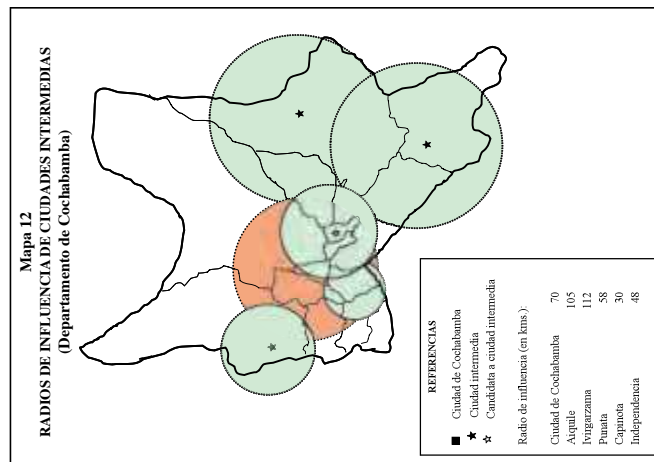 Mapa 12
RADIOS DE INFLUENCIA DE CIUDADES INTERMEDIAS
(Departamento de Cochabamba)
REFERENCIAS
Ciudad de Cochabamba
Ciudad intermedia
Candidata a ciudad intermedia
Radio de influencia (en kms.):
Ciudad de Cochabamba 70
Aiquile 105
Ivirgarzama 112
Punata 58
Capinota 30
Independencia 48